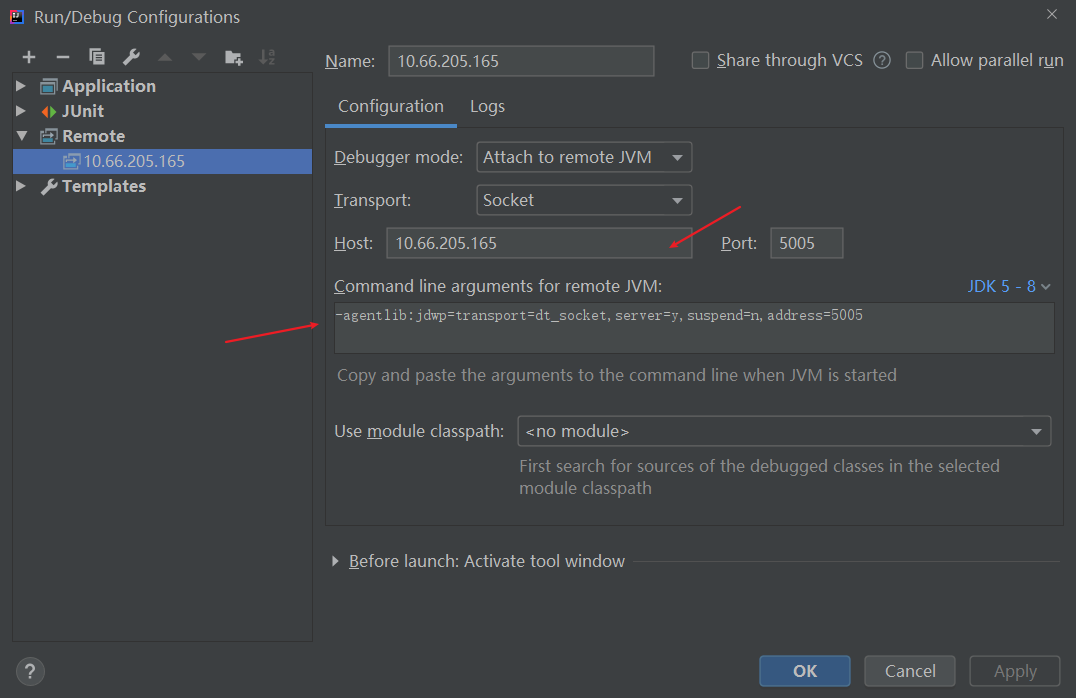 Run/Debug Configurations
Application
JUnit
Remote
10.66.205.165
Templates
Name: 10.66.205.165 Share through VCS ? Allow parallel run
Configuration Logs
Debugger mode: Attach to remote JVM
Transport: Socket
Host: 10.66.205.165 Port: 5005
Command line arguments for remote JVM: JDK 5 - 8
-agentlib:jdwp=transport=dt_socket,server=y,suspend=n,address=5005
Copy and paste the arguments to the command line when JVM is started
Use module classpath: <no module>
First search for sources of the debugged classes in the selected
module classpath
Before launch: Activate tool window
? OK Cancel Apply